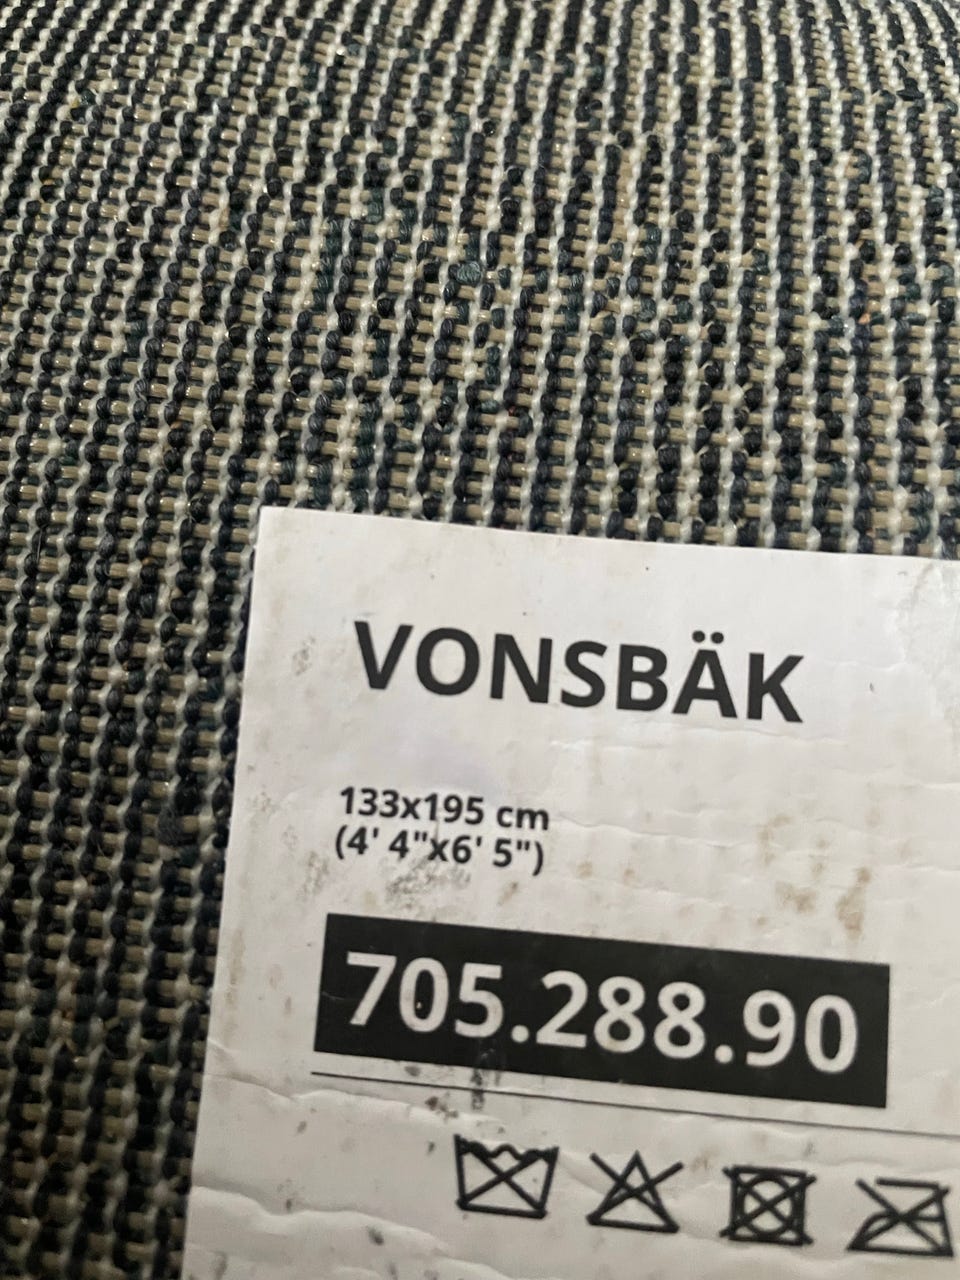 VONSBÄK
133x195 cm
(4' 4"x6' 5")
705.288.90